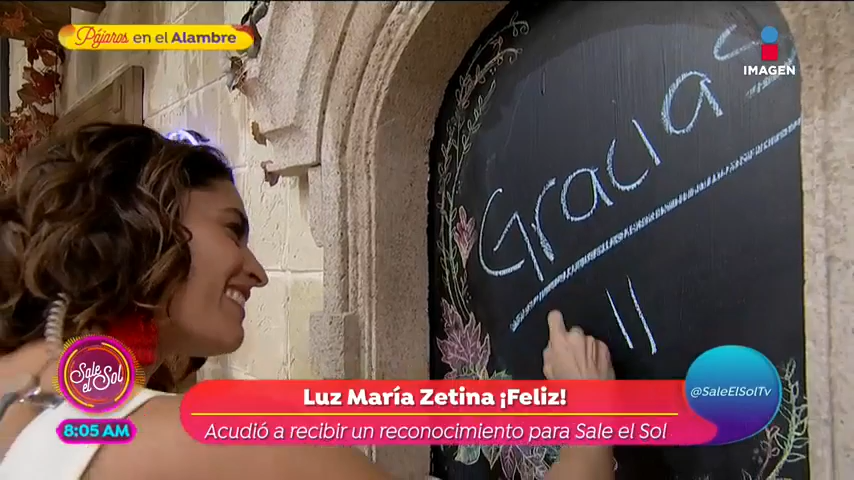 Pájaros en el Alambre
IMAGEN
Gracias
11
Sale el Sol
8:05 AM
Luz María Zetina ¡Feliz!
Acudió a recibir un reconocimiento para Sale el Sol
@SaleElSolTv